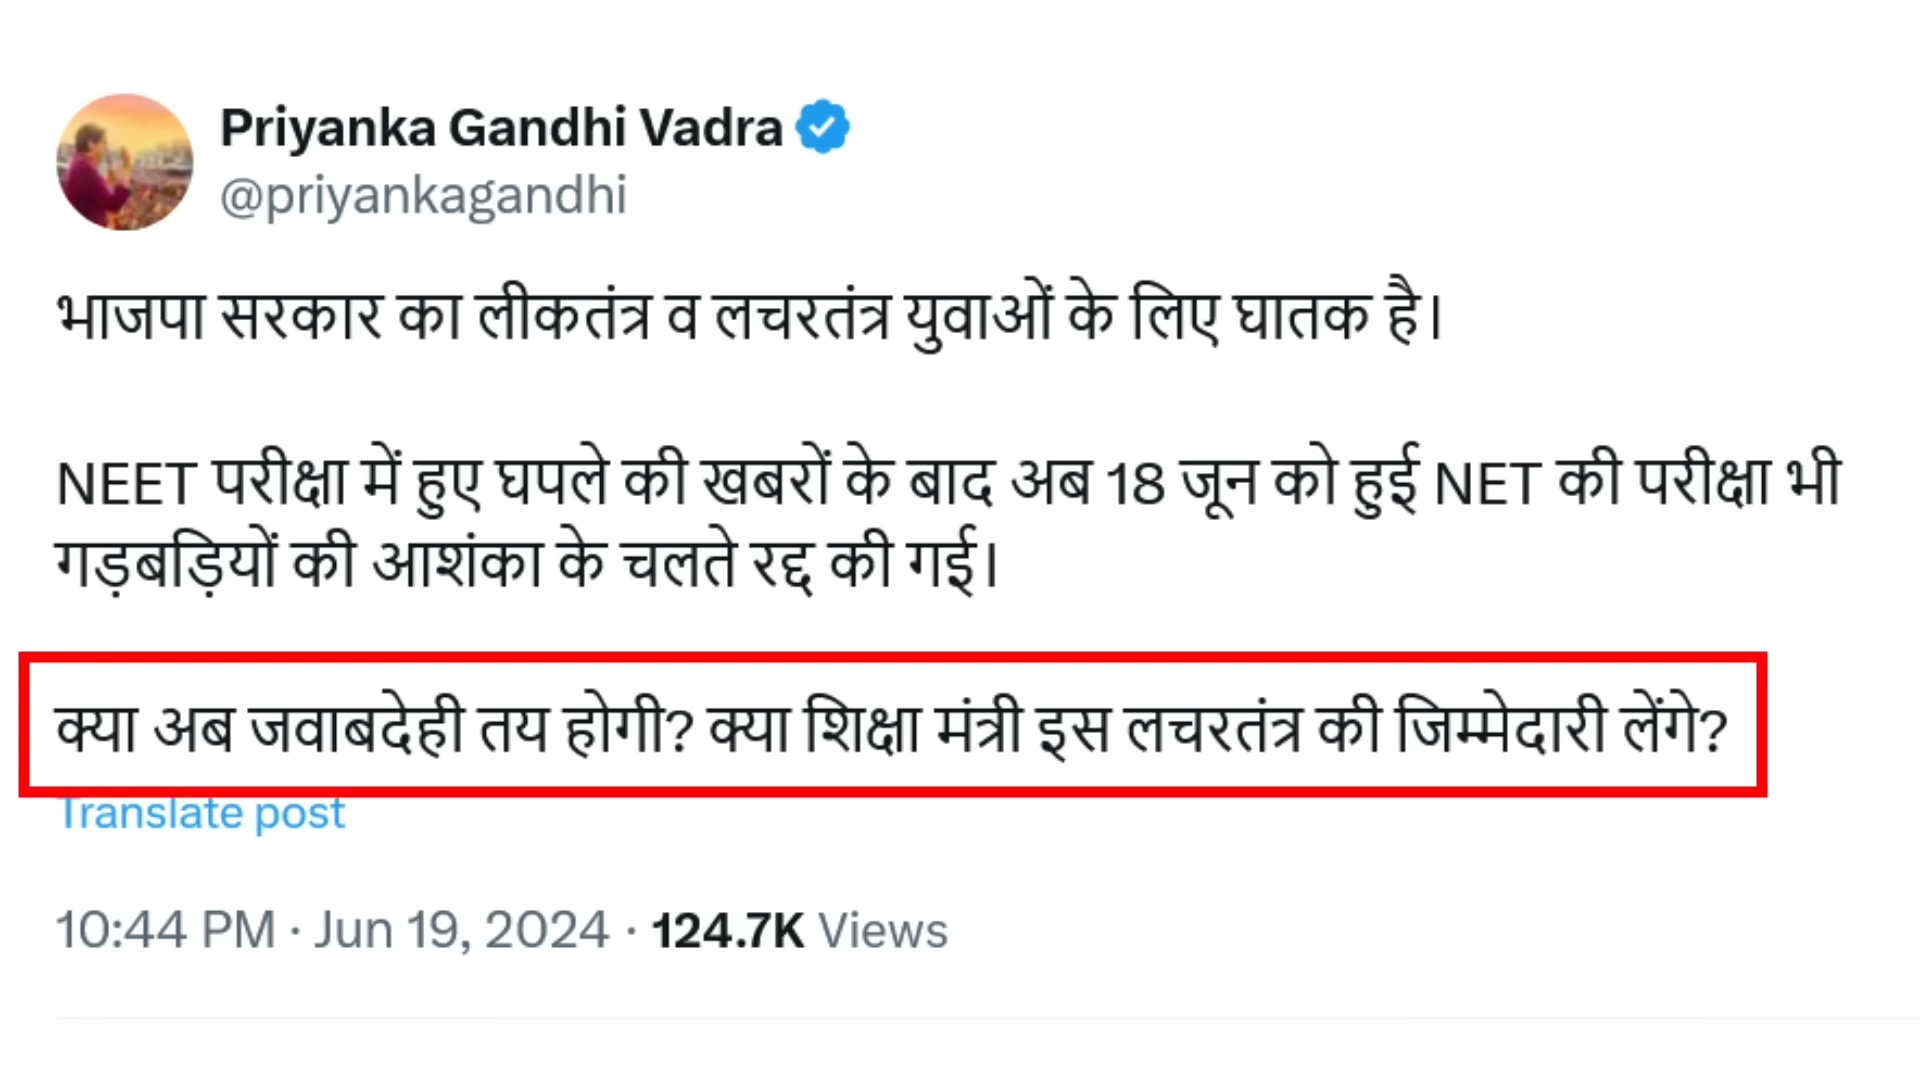 Priyanka Gandhi Vadra
@priyankagandhi
भाजपा सरकार का लीकतंत्र व लचरतंत्र युवाओं के लिए घातक है।
NEET परीक्षा में हुए घपले की खबरों के बाद अब 18 जून को हुई NET की परीक्षा भी
गड़बड़ियों की आशंका के चलते रद्द की गई।
क्या अब जवाबदेही तय होगी? क्या शिक्षा मंत्री इस लचरतंत्र की जिम्मेदारी लेंगे?
Translate post
10:44 PM · Jun 19, 2024 · 124.7K Views